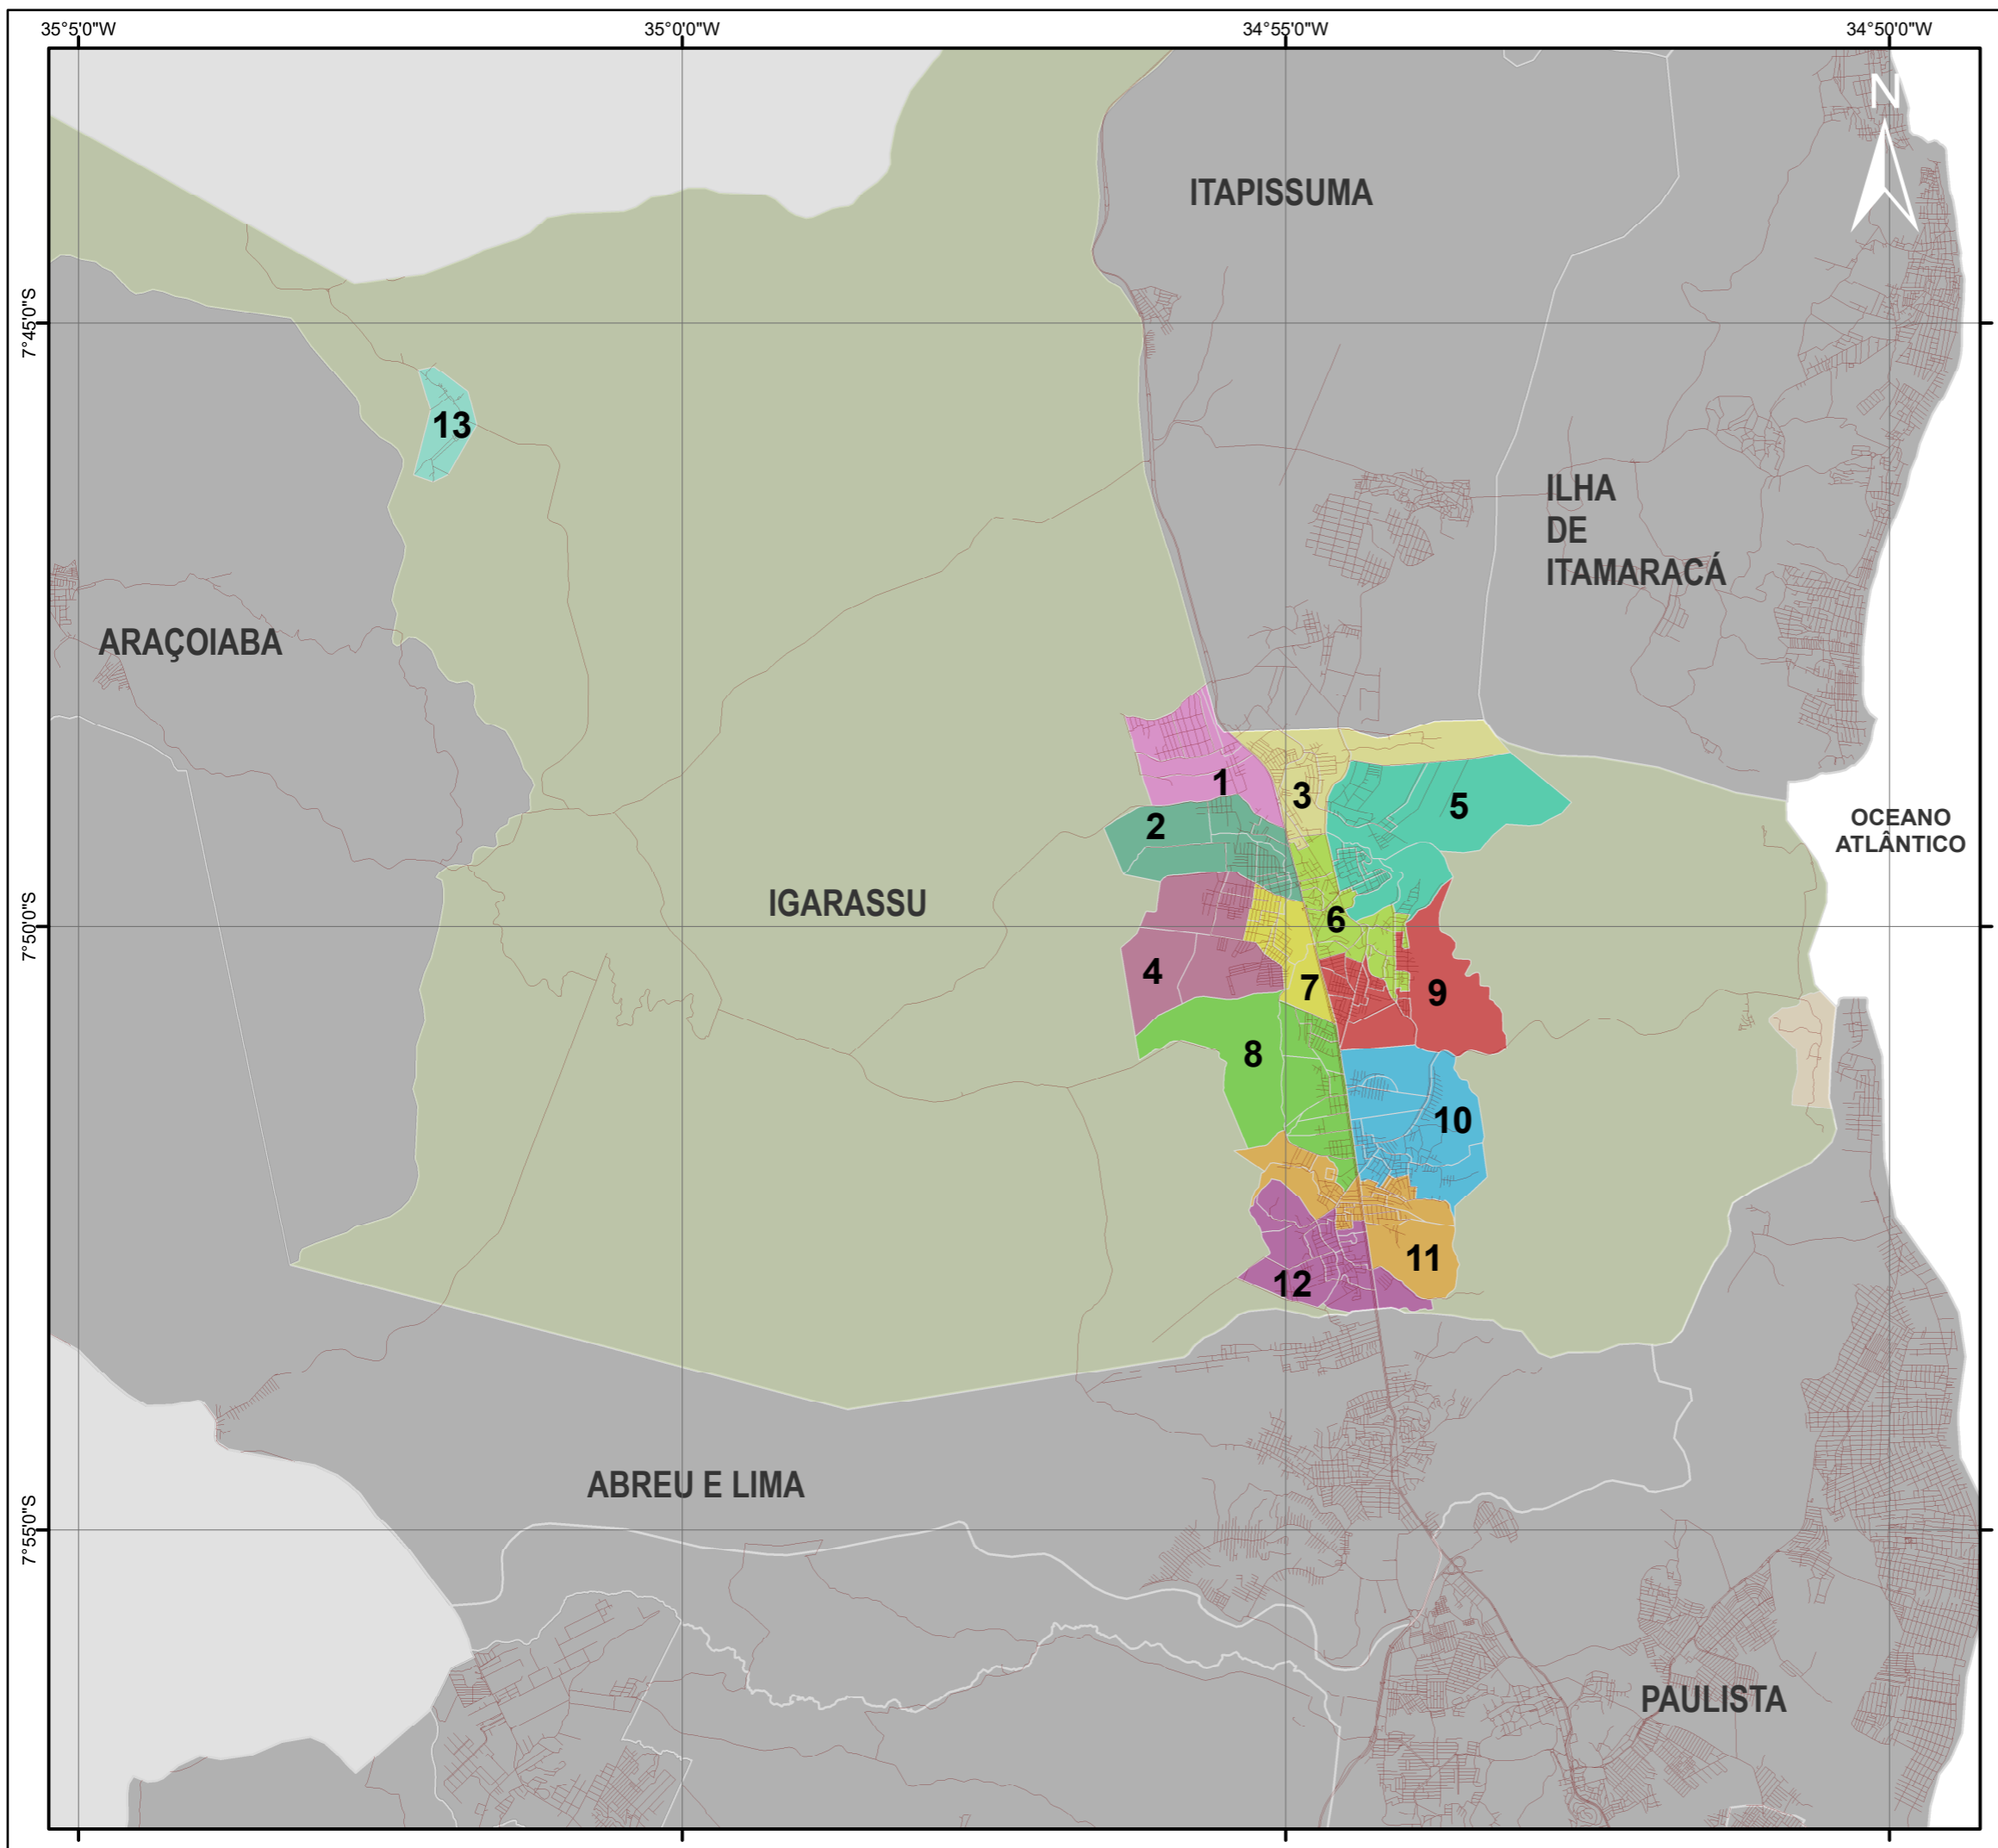 35°5'0"W
35°0'0"W
34°55'0"W
34°50'0"W
N
ITAPISSUMA
7°45'0"S
13
ILHA
DE
ITAMARACÁ
ARAÇOIABA
1
3
5
2
OCEANO
ATLÂNTICO
IGARASSU
6
7°50'0"S
4
7
9
8
10
11
12
ABREU E LIMA
7°55'0"S
PAULISTA